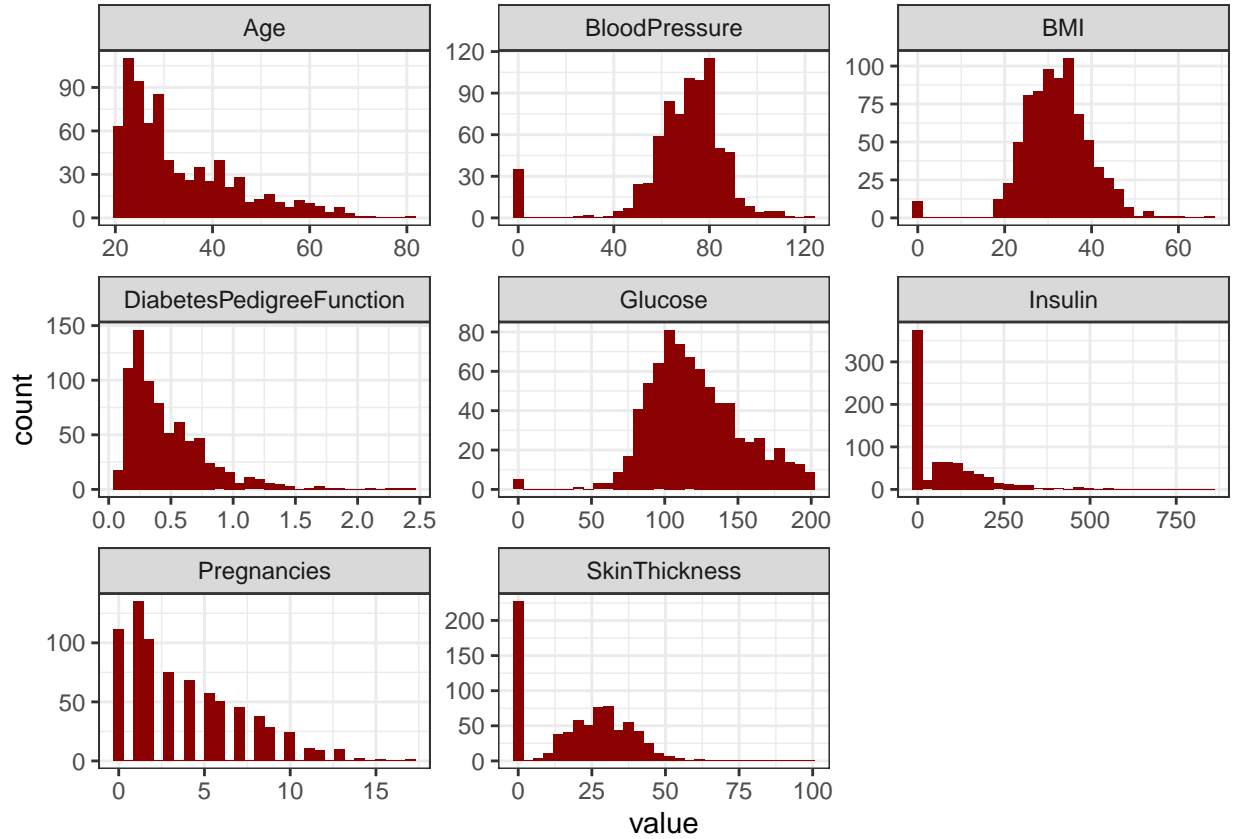 Age
BloodPressure
BMI
0 30 60 90
0 30 60 90 120
0 25 50 75 100
20 40 60 80
0 40 80 120
0 20 40 60
DiabetesPedigreeFunction
Glucose
Insulin
0 50 100 150
0 20 40 60 80
0 100 200 300
0.0 0.5 1.0 1.5 2.0 2.5
0 50 100 150 200
0 250 500 750
Pregnancies
SkinThickness
0 50 100
0 50 100 150 200
0 5 10 15
0 25 50 75 100
count
value